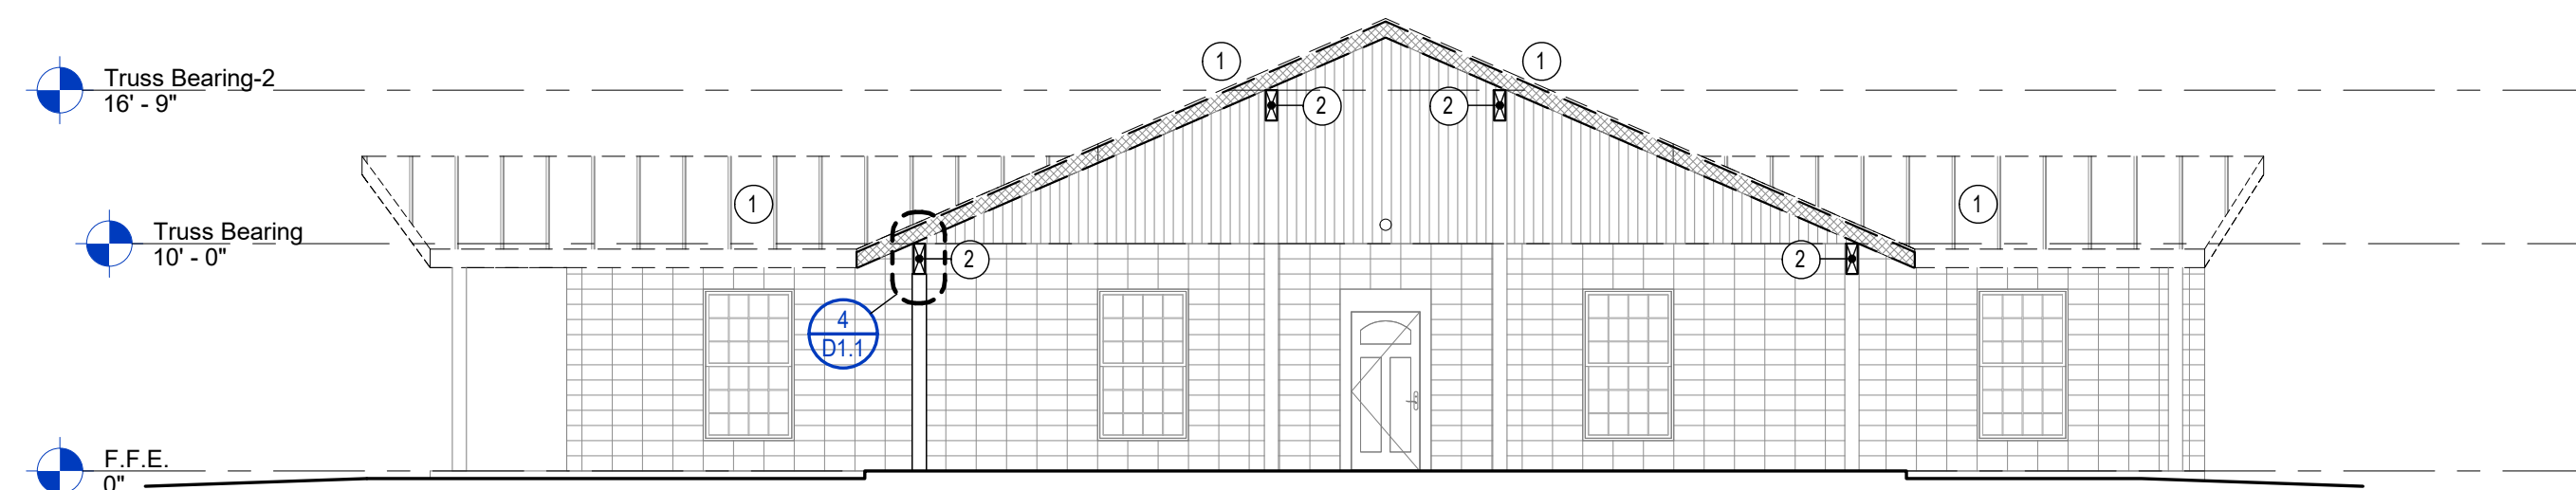 1
1
Truss Bearing-2
16' - 9"
2
2
1
1
Truss Bearing
10' - 0"
2
2
4
D1.1
F.F.E.
0"